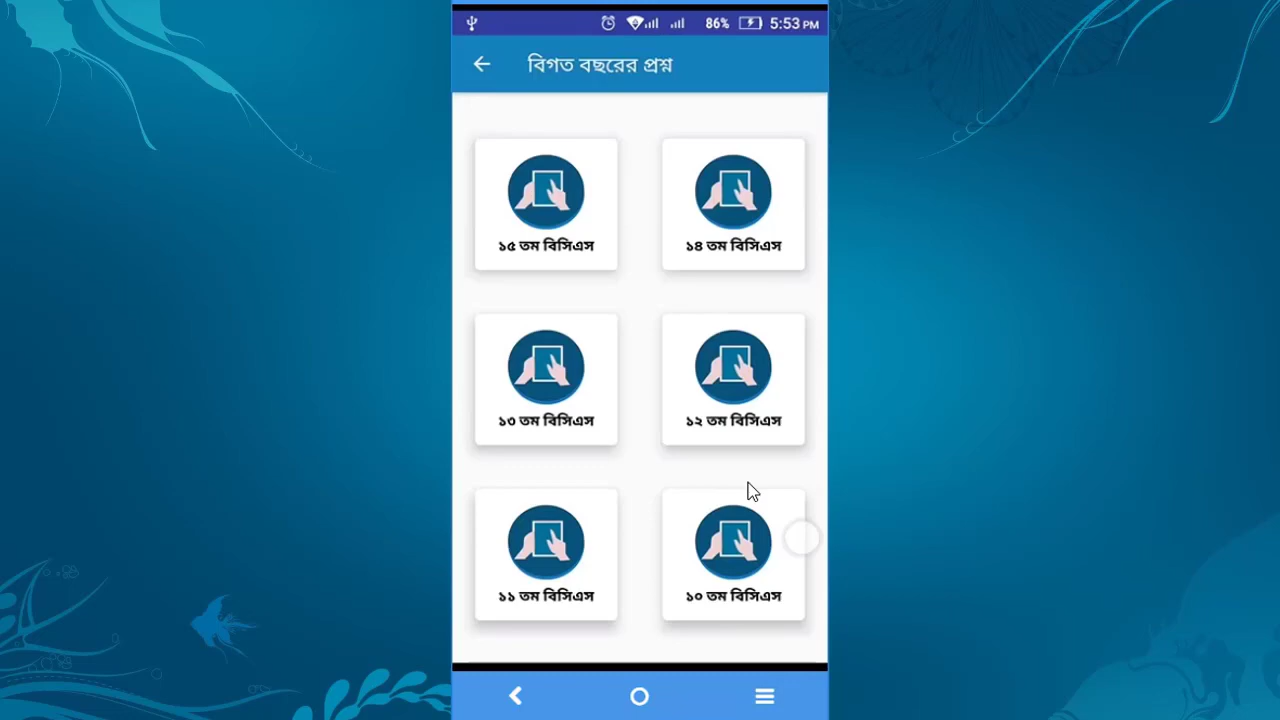 86% 5:53 PM
বিগত বছরের প্রশ্ন
১৫ তম বিসিএস
১৪ তম বিসিএস
১৩ তম বিসিএস
১২ তম বিসিএস
১১ তম বিসিএস
১০ তম বিসিএস